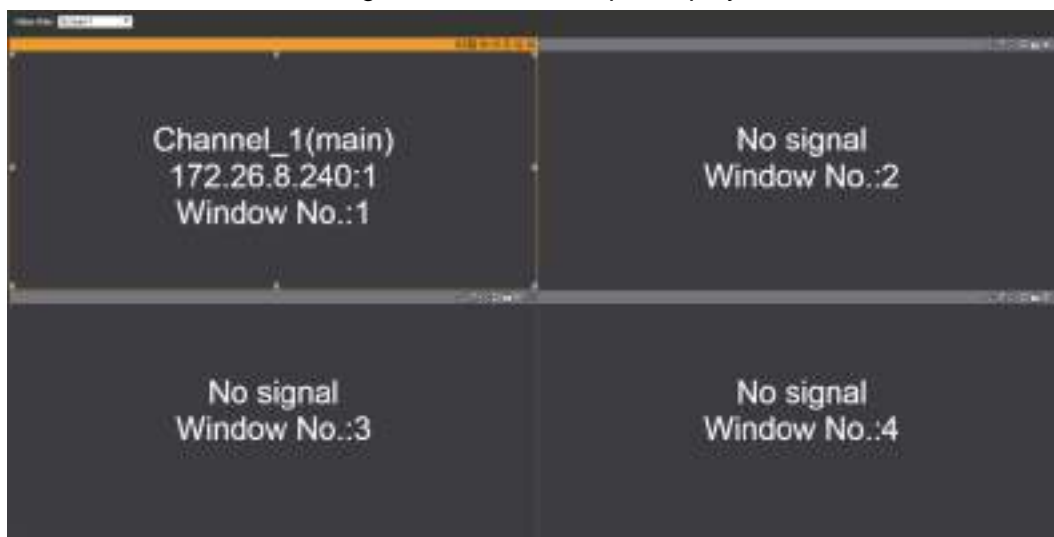 Channel_1(main)
172.26.8.240:1
Window No.:1
No signal
Window No.:2
No signal
Window No.:3
No signal
Window No.:4